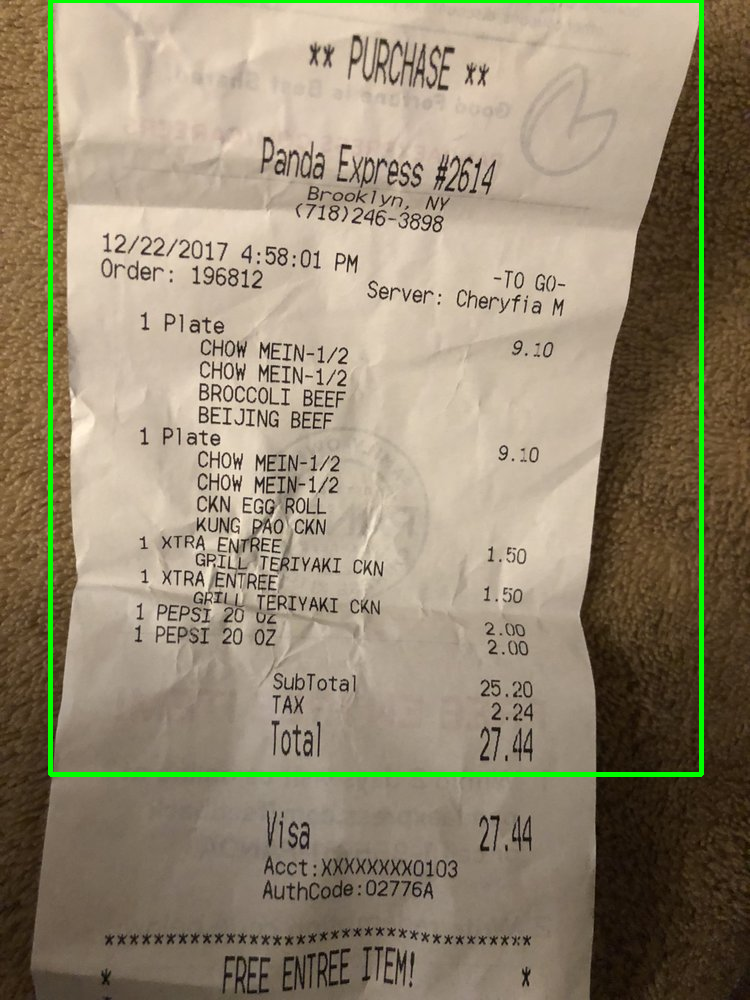 ** PURCHASE **
Panda Express #2614
Brooklyn, NY
(718)246-3898
12/22/2017 4:58:01 PM
-TO GO-
Order: 196812
Server: Cheryfia M
1 Plate 9.10
CHOW MEIN-1/2
CHOW MEIN-1/2
BROCCOLI BEEF
BEIJING BEEF
1 Plate 9.10
CHOW MEIN-1/2
CHOW MEIN-1/2
CKN EGG ROLL
KUNG PAO CKN
1 XTRA ENTREE 1.50
GRILL TERIYAKI CKN
1 XTRA ENTREE 1.50
GRILL TERIYAKI CKN
1 PEPSI 20 OZ 2.00
1 PEPSI 20 OZ 2.00
SubTotal 25.20
TAX 2.24
Total 27.44
Visa 27.44
Acct:XXXXXXXX0103
AuthCode:02776A
****************************************
* FREE ENTREE ITEM! *